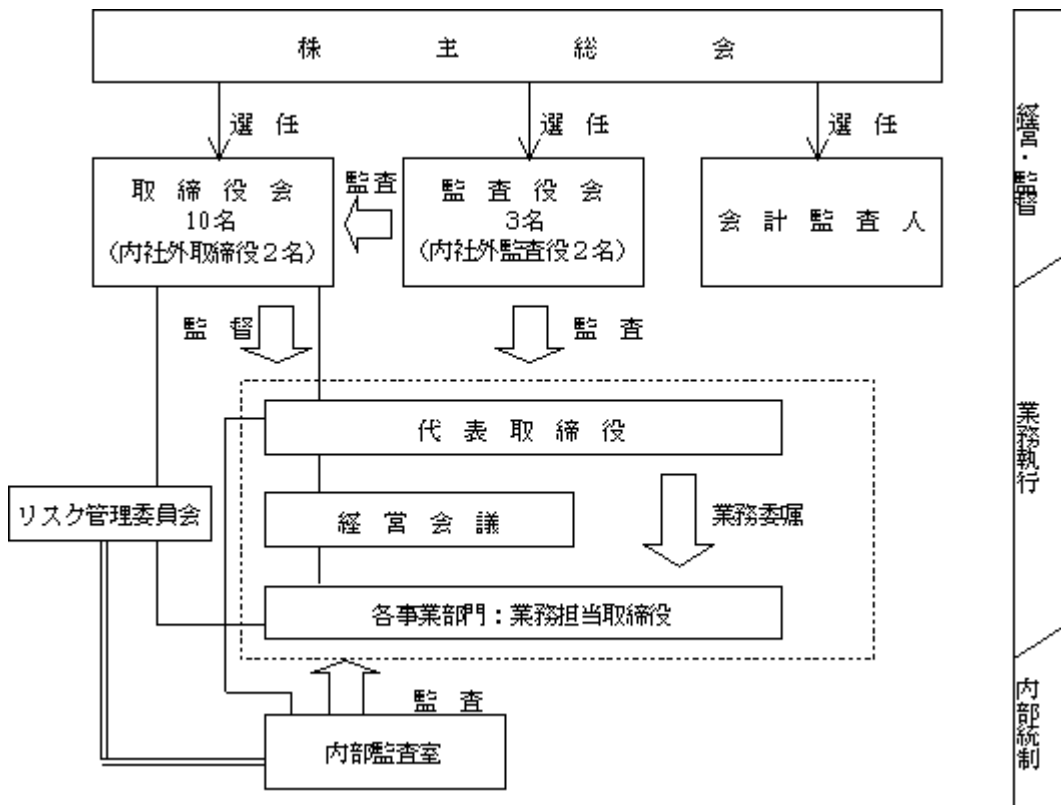 株主総会
選任
選任
選任
取締役会
10名
(内社外取締役2名)
監査
監査役会
3名
(内社外監査役2名)
会計監査人
監督
監査
代表取締役
リスク管理委員会
経営会議
業務委嘱
各事業部門:業務担当取締役
監査
内部監査室
経営・監督
業務執行
内部統制